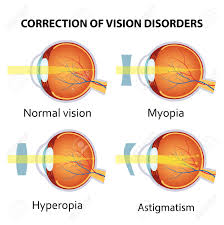 CORRECTION OF VISION DISORDERS
Normal vision
Myopia
Hyperopia
Astigmatism